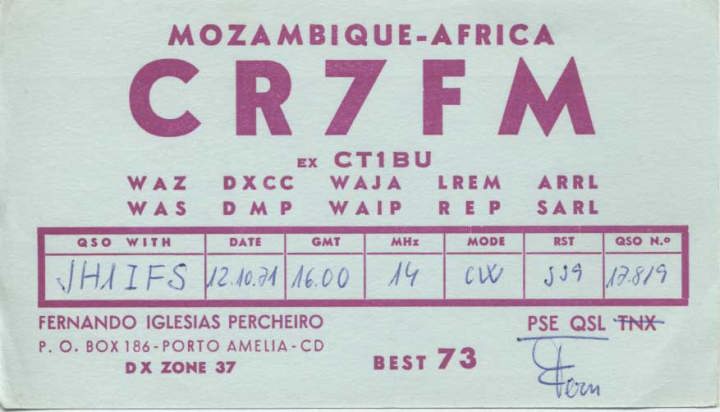 MOZAMBIQUE-AFRICA
CR7FM
EX CT1BU
WAZ DXCC WAJA LREM ARRL
WAS DMP WAIP REP SARL
QSO WITH DATE GMT MHz MODE RST QSO N.º
JH1IFS 12.10.71 16.00 14 CW 559 17.819
FERNANDO IGLESIAS PERCHEIRO PSE QSL TNX
P. O. BOX 186-PORTO AMELIA-CD
DX ZONE 37 BEST 73
Fern